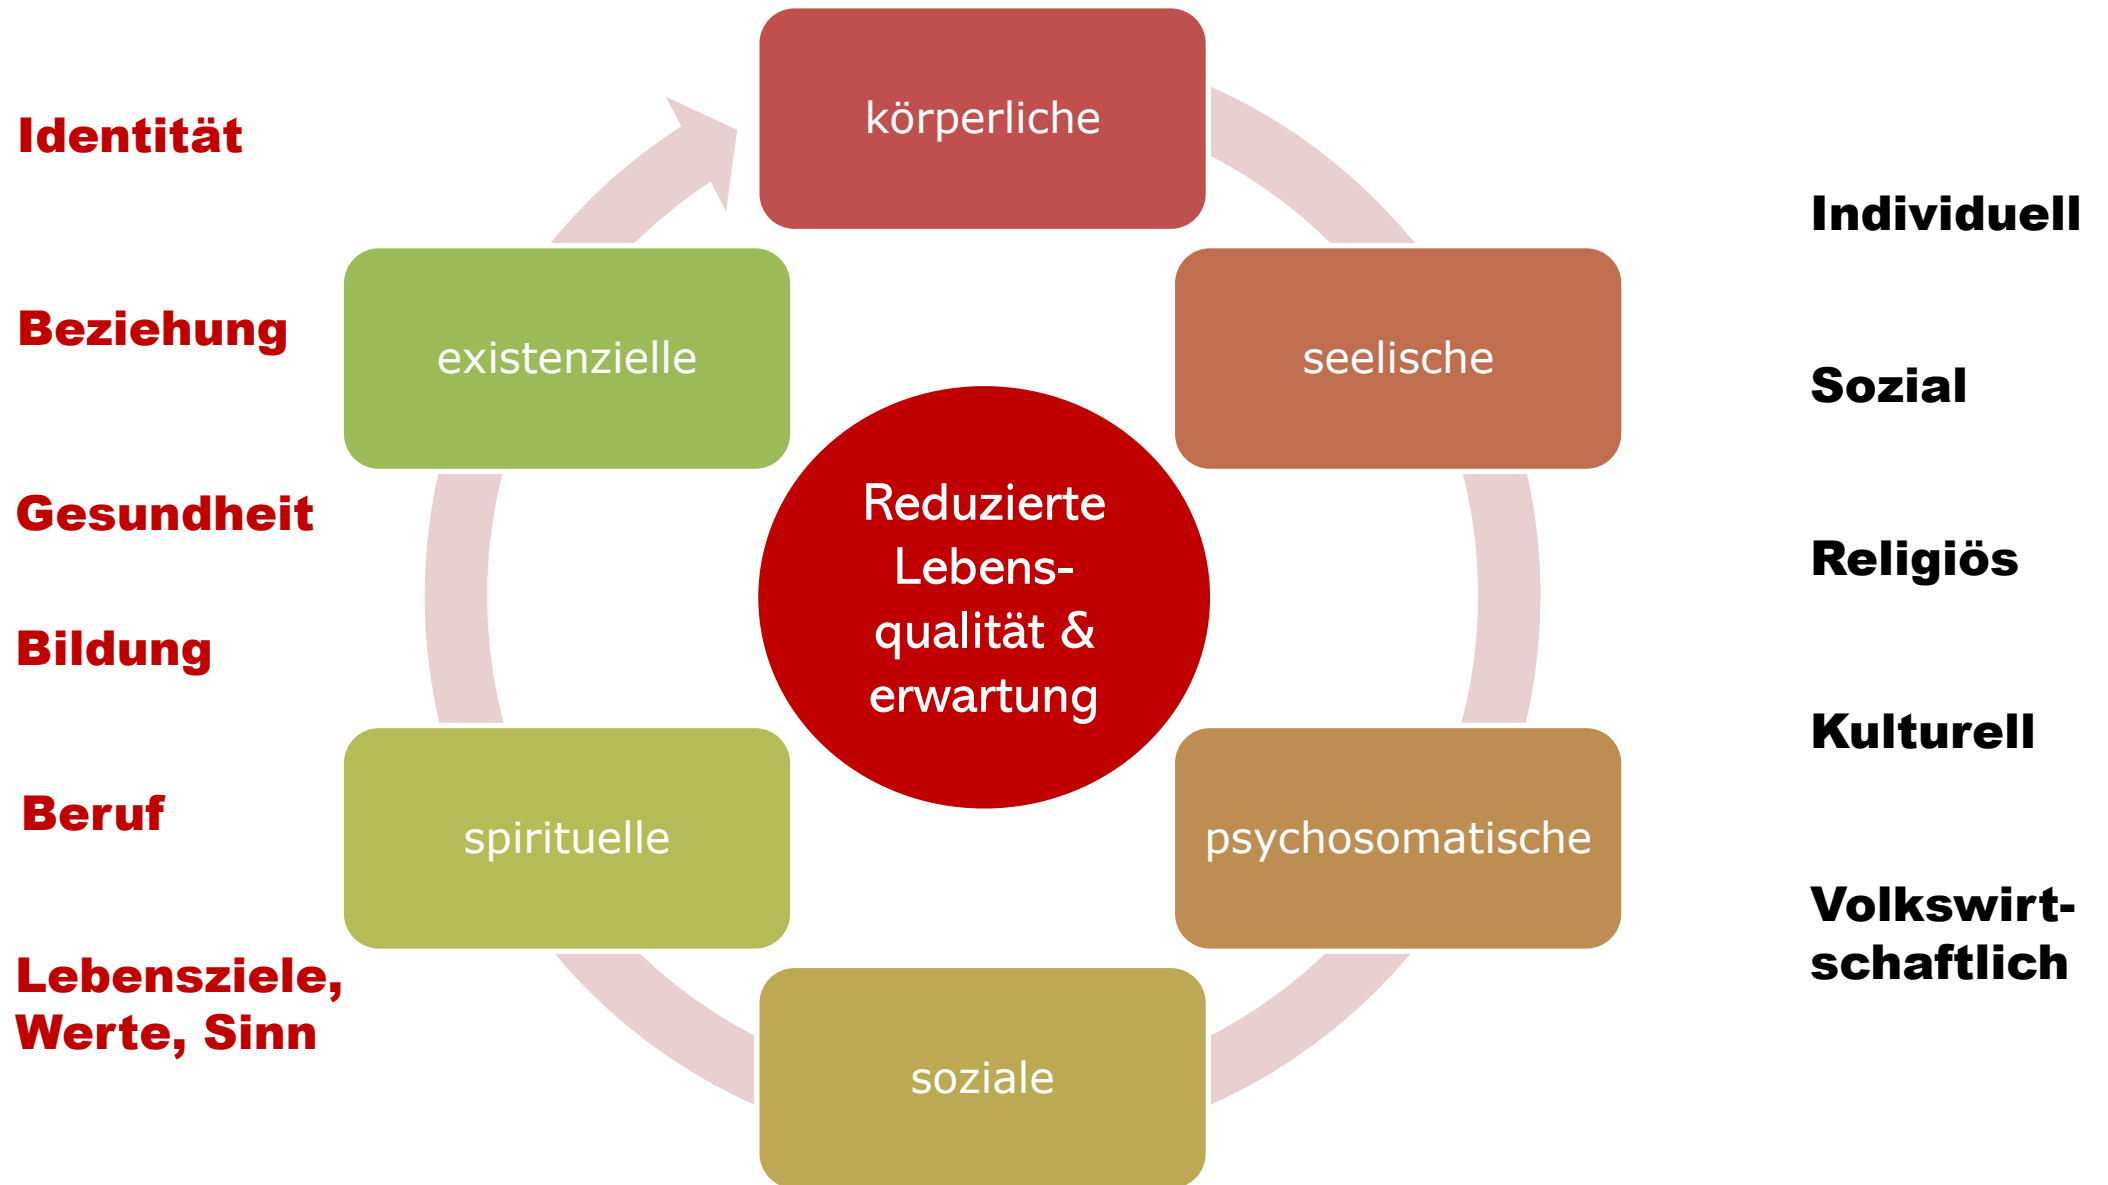 Identität
Beziehung
Gesundheit
Bildung
Beruf
Lebensziele,
Werte, Sinn
körperliche
seelische
psychosomatische
soziale
spirituelle
existenzielle
Reduzierte
Lebens-
qualität &
erwartung
Individuell
Sozial
Religiös
Kulturell
Volkswirt-
schaftlich